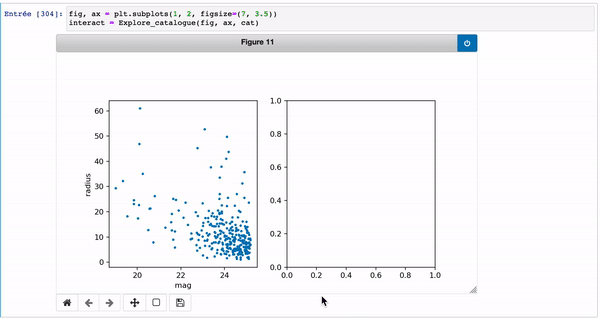 Entrée [304]: fig, ax = plt.subplots(1, 2, figsize=(7, 3.5))
interact = Explore_catalogue(fig, ax, cat)
Figure 11
60
50
40
30
20
10
0
radius
20 22 24
mag
1.0
0.8
0.6
0.4
0.2
0.0
0.0 0.2 0.4 0.6 0.8 1.0